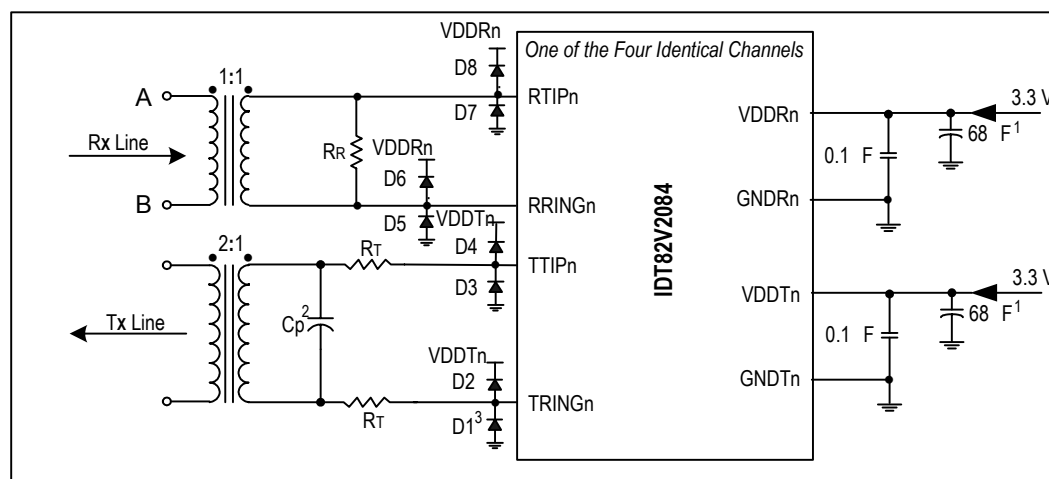 One of the Four Identical Channels
VDDRn
D8
1:1
A
RTIPn
D7
VDDRn
3.3 V
68 F1
Rx Line
RR
VDDRn
D6
0.1 F
B
RRINGn
GNDRn
D5
VDDTn
D4
2:1
RT
TTIPn
D3
IDT82V2084
VDDTn
3.3 V
68 F1
Tx Line
Cp2
0.1 F
VDDTn
D2
GNDTn
RT
TRINGn
D13